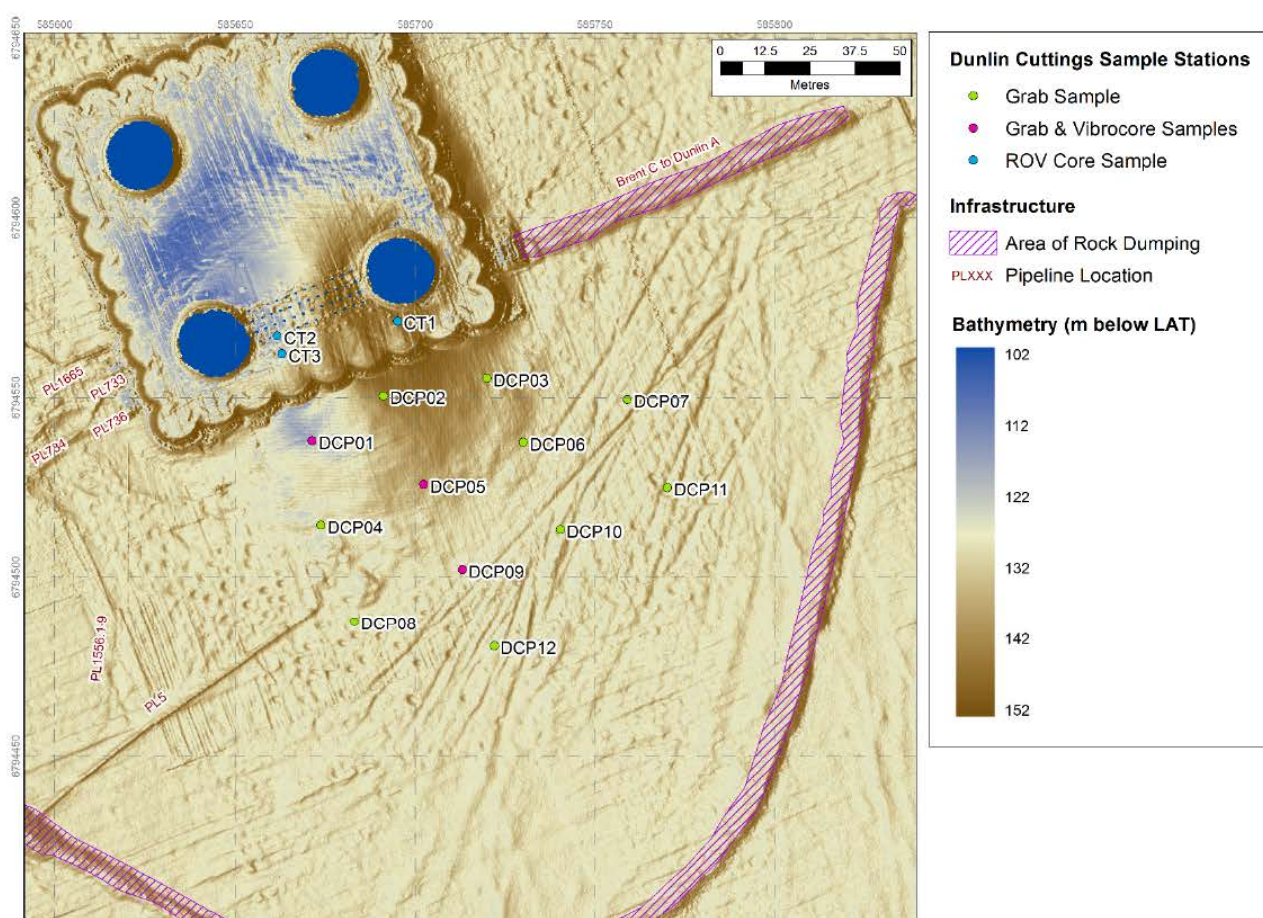 585600 585650 585700 585750 585800
6794650
6794600
6794550
6794500
6794450
0 12.5 25 37.5 50
Metres
Brent C to Dunlin A
CT1
CT2
CT3
PL1665
PL733
PL736
PL784
DCP01
DCP02
DCP03
DCP04
DCP05
DCP06
DCP07
DCP08
DCP09
DCP10
DCP11
DCP12
PL1556.1-9
PL5
Dunlin Cuttings Sample Stations
Grab Sample
Grab & Vibrocore Samples
ROV Core Sample
Infrastructure
Area of Rock Dumping
PLXXX Pipeline Location
Bathymetry (m below LAT)
102
112
122
132
142
152